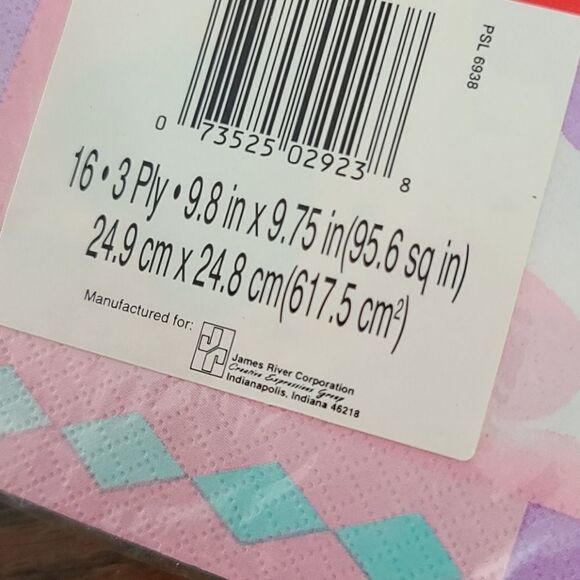 PSL 6938
0 73525 02923 8
16 • 3 Ply • 9.8 in x 9.75 in(95.6 sq in)
24.9 cm x 24.8 cm(617.5 cm²)
Manufactured for:
JR
James River Corporation
Creative Expressions Group
Indianapolis, Indiana 46218